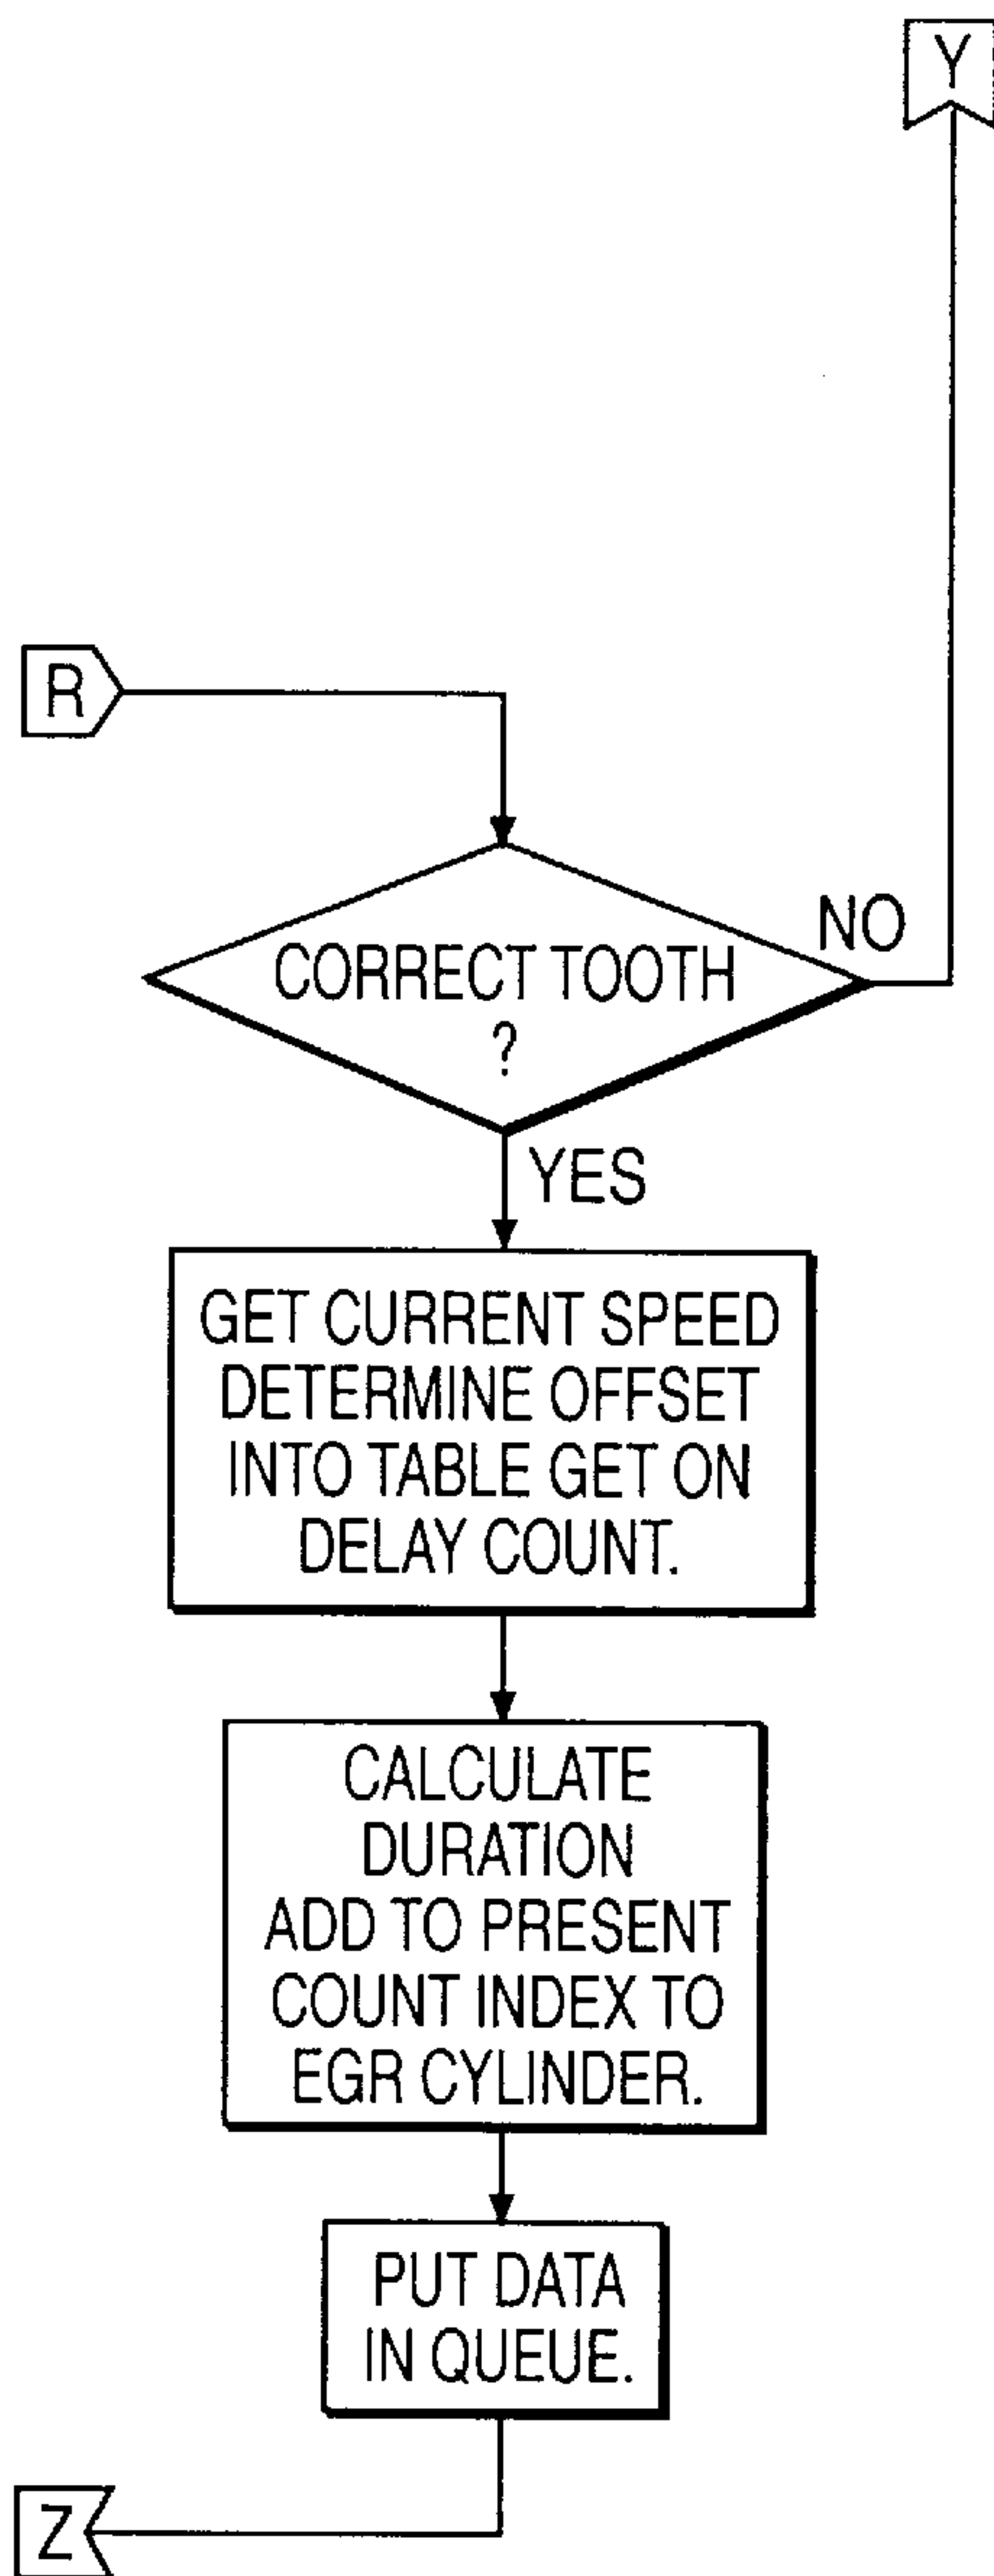 Y
R
NO
CORRECT TOOTH
?
YES
GET CURRENT SPEED
DETERMINE OFFSET
INTO TABLE GET ON
DELAY COUNT.
CALCULATE
DURATION
ADD TO PRESENT
COUNT INDEX TO
EGR CYLINDER.
PUT DATA
IN QUEUE.
Z